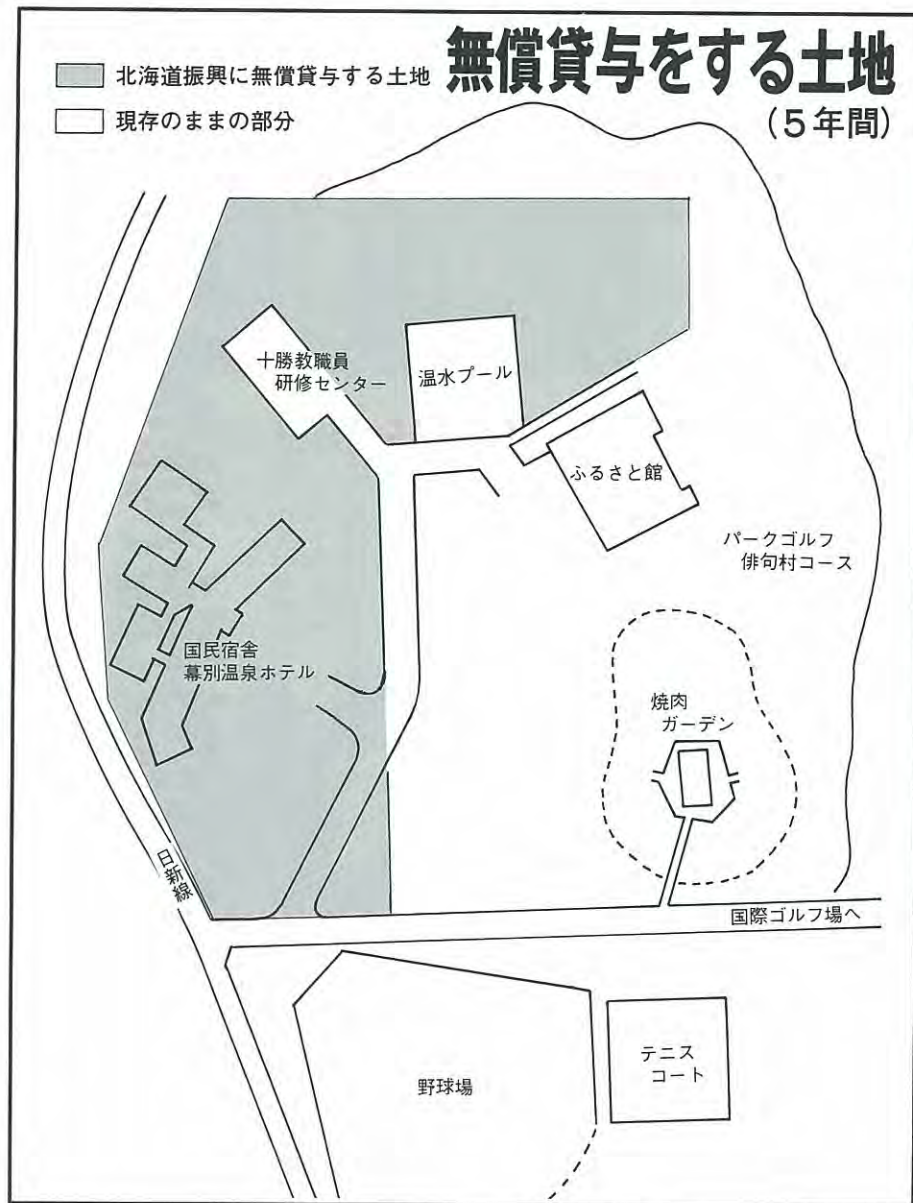 無償貸与をする土地
(5年間)
北海道振興に無償貸与する土地
現存のままの部分
十勝教職員
研修センター
温水プール
ふるさと館
パークゴルフ
俳句村コース
国民宿舎
幕別温泉ホテル
焼肉
ガーデン
日新線
国際ゴルフ場へ
野球場
テニス
コート